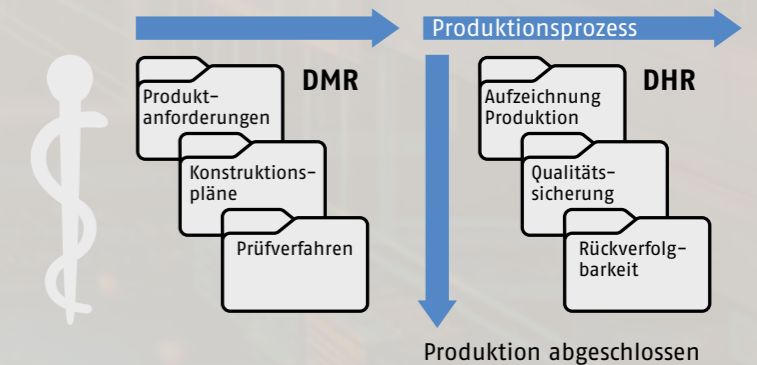 Produktionsprozess
DMR
Produkt-
anforderungen
Konstruktions-
pläne
Prüfverfahren
DHR
Aufzeichnung
Produktion
Qualitäts-
sicherung
Rückverfolg-
barkeit
Produktion abgeschlossen